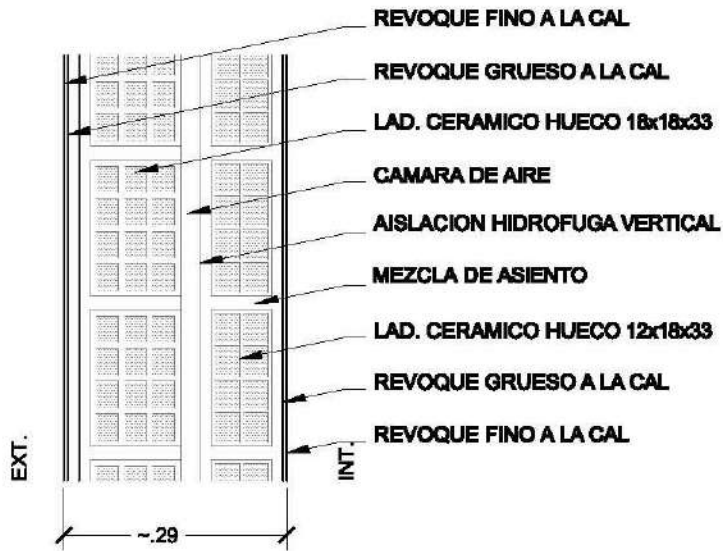 REVOQUE FINO A LA CAL
REVOQUE GRUESO A LA CAL
LAD. CERAMICO HUECO 18x18x33
CAMARA DE AIRE
AISLACION HIDROFUGA VERTICAL
MEZCLA DE ASIENTO
LAD. CERAMICO HUECO 12x18x33
REVOQUE GRUESO A LA CAL
REVOQUE FINO A LA CAL
EXT.
INT.
~.29